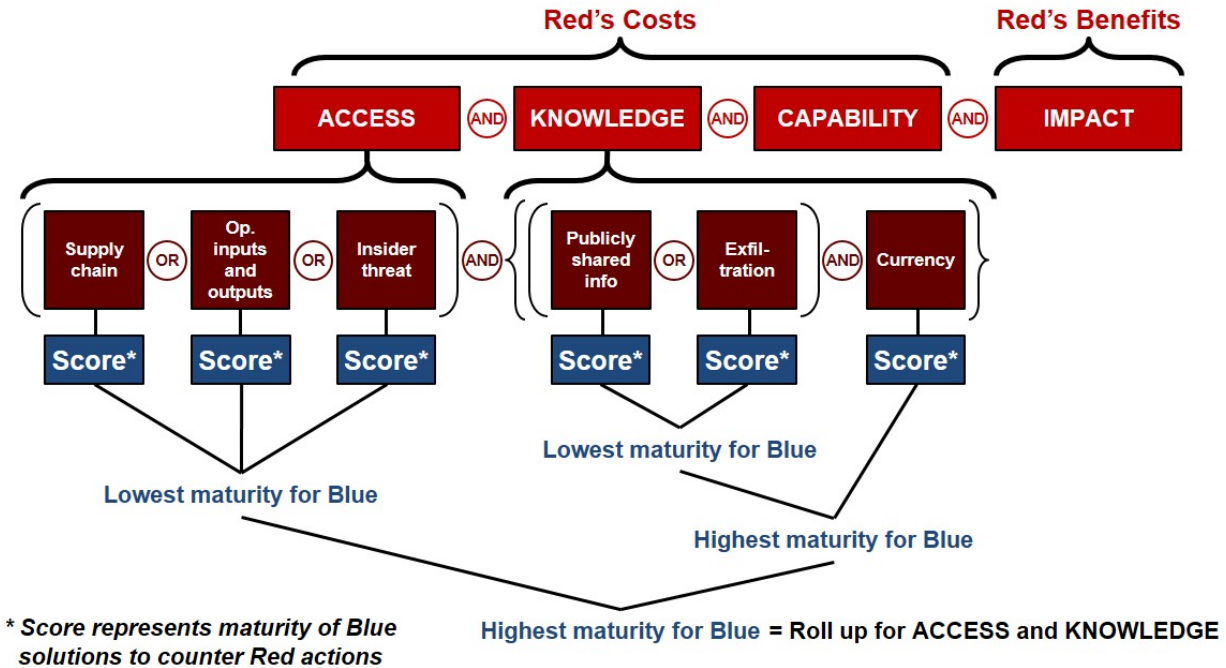 Red's Costs
Red's Benefits
ACCESS
AND
KNOWLEDGE
AND
CAPABILITY
AND
IMPACT
Supply
chain
OR
Op.
inputs
and
outputs
OR
Insider
threat
AND
Publicly
shared
info
OR
Exfil-
tration
AND
Currency
Score*
Score*
Score*
Score*
Score*
Score*
Lowest maturity for Blue
Lowest maturity for Blue
Highest maturity for Blue
* Score represents maturity of Blue
solutions to counter Red actions
Highest maturity for Blue = Roll up for ACCESS and KNOWLEDGE